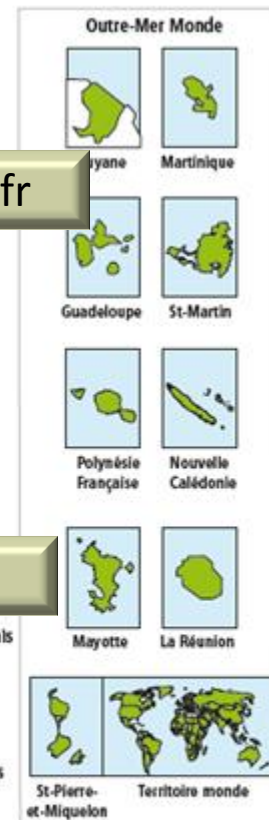 Outre-Mer Monde
fr
Martinique
Guadeloupe
St-Martin
Polynésie
Française
Nouvelle
Calédonie
Mayotte
La Réunion
St-Pierre-
et-Miquelon
Territoire monde